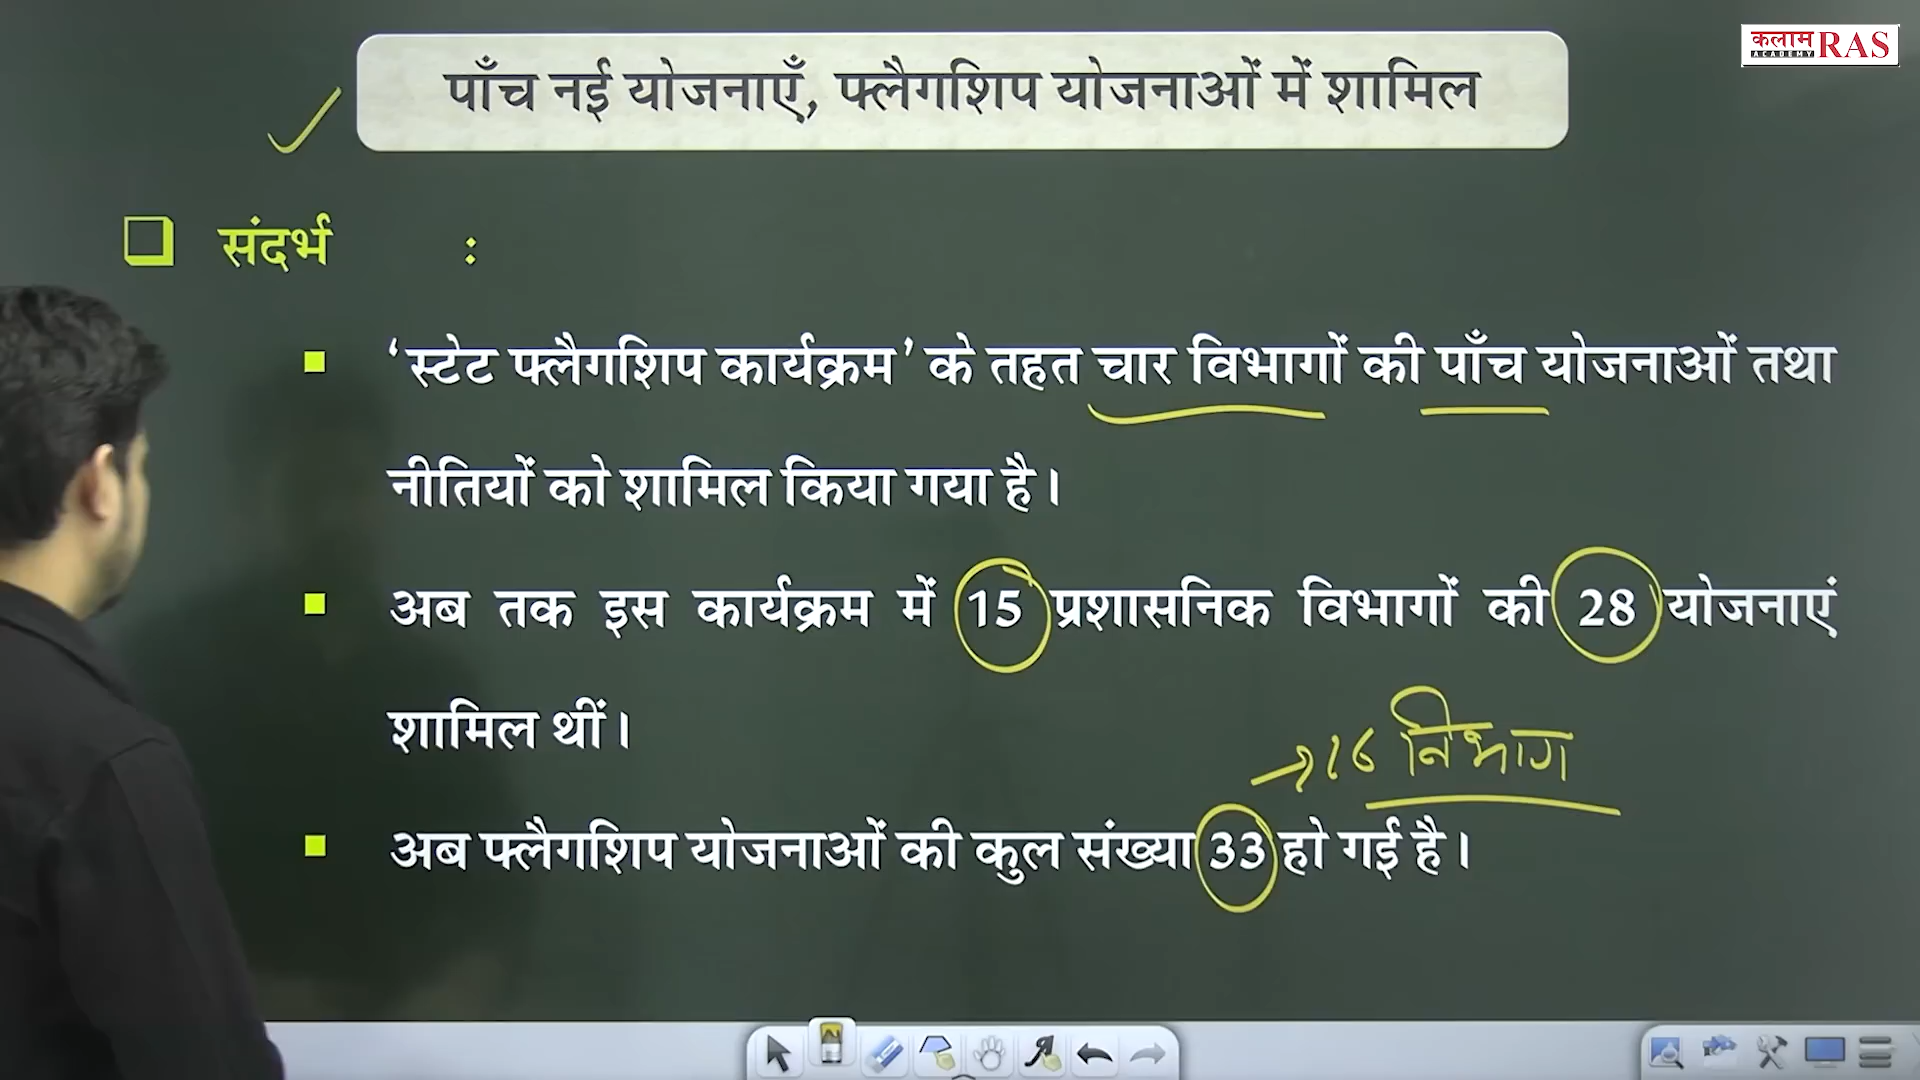 कलाम RAS
ACADEMY
पाँच नई योजनाएँ, फ्लैगशिप योजनाओं में शामिल
संदर्भ :
‘स्टेट फ्लैगशिप कार्यक्रम’ के तहत चार विभागों की पाँच योजनाओं तथा
नीतियों को शामिल किया गया है।
अब तक इस कार्यक्रम में 15 प्रशासनिक विभागों की 28 योजनाएं
शामिल थीं।
→ 16 विभाग
अब फ्लैगशिप योजनाओं की कुल संख्या 33 हो गई है।